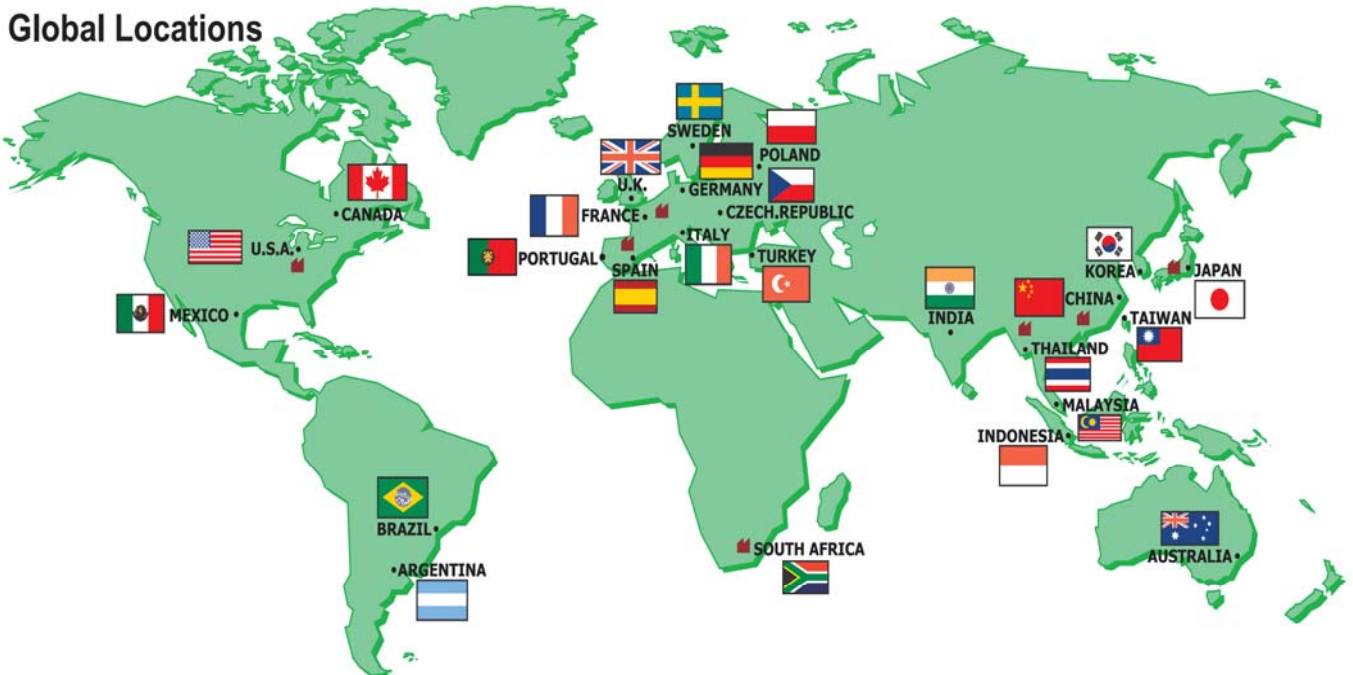 Global Locations
SWEDEN
POLAND
U.K.
GERMANY
CANADA
FRANCE
CZECH.REPUBLIC
U.S.A.
ITALY
PORTUGAL
SPAIN
TURKEY
KOREA
JAPAN
MEXICO
INDIA
CHINA
TAIWAN
THAILAND
MALAYSIA
INDONESIA
BRAZIL
SOUTH AFRICA
AUSTRALIA
ARGENTINA